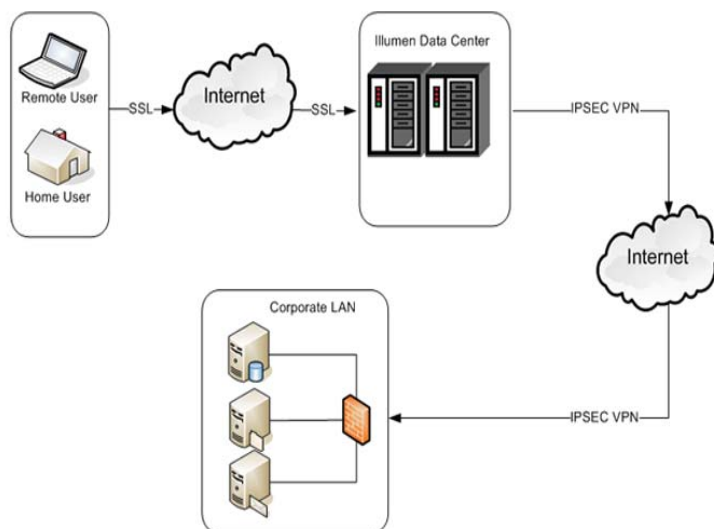 Remote User
Home User
SSL
Internet
SSL
Illumen Data Center
IPSEC VPN
Internet
IPSEC VPN
Corporate LAN